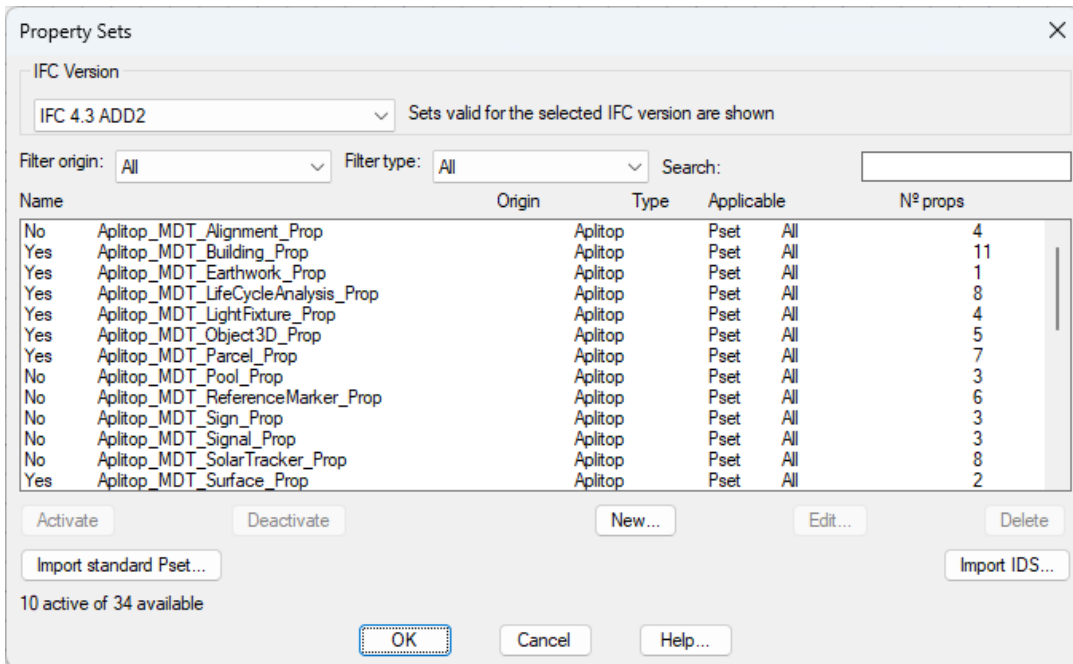 Property Sets
IFC Version
IFC 4.3 ADD2 Sets valid for the selected IFC version are shown
Filter origin: All Filter type: All Search:
Name Origin Type Applicable Nº props
No Aplitop_MDT_Alignment_Prop Aplitop Pset All 4
Yes Aplitop_MDT_Building_Prop Aplitop Pset All 11
Yes Aplitop_MDT_Earthwork_Prop Aplitop Pset All 1
Yes Aplitop_MDT_LifeCycleAnalysis_Prop Aplitop Pset All 8
Yes Aplitop_MDT_LightFixture_Prop Aplitop Pset All 4
Yes Aplitop_MDT_Object3D_Prop Aplitop Pset All 5
Yes Aplitop_MDT_Parcel_Prop Aplitop Pset All 7
No Aplitop_MDT_Pool_Prop Aplitop Pset All 3
No Aplitop_MDT_ReferenceMarker_Prop Aplitop Pset All 6
No Aplitop_MDT_Sign_Prop Aplitop Pset All 3
No Aplitop_MDT_Signal_Prop Aplitop Pset All 3
No Aplitop_MDT_SolarTracker_Prop Aplitop Pset All 8
Yes Aplitop_MDT_Surface_Prop Aplitop Pset All 2
Activate Deactivate New... Edit... Delete
Import standard Pset... Import IDS...
10 active of 34 available
OK Cancel Help...